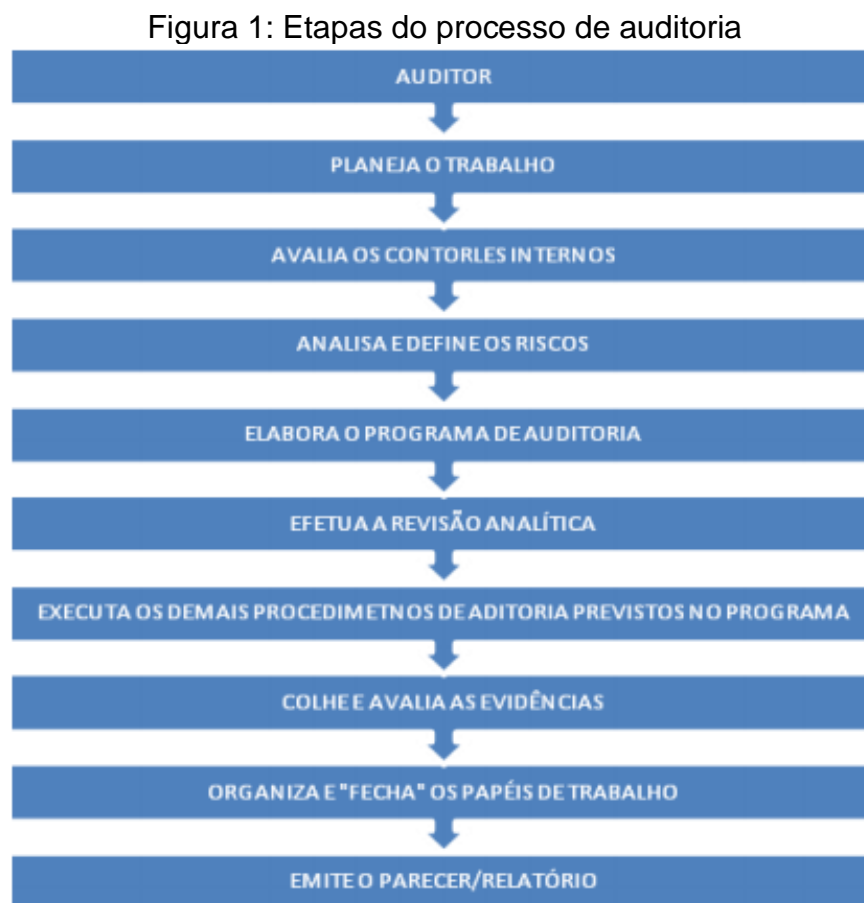 Figura 1: Etapas do processo de auditoria
AUDITOR
PLANEJA O TRABALHO
AVALIA OS CONTORLES INTERNOS
ANALISA E DEFINE OS RISCOS
ELABORA O PROGRAMA DE AUDITORIA
EFETUA A REVISÃO ANALÍTICA
EXECUTA OS DEMAIS PROCEDIMETNOS DE ADITORIA PREVISTOS NO PROGRAMA
COLHE E AVALIA AS EVIDÊNCIAS
ORGANIZA E "FECHA" OS PAPÉIS DE TRABALHO
EMITE O PARECER/RELATÓRIO